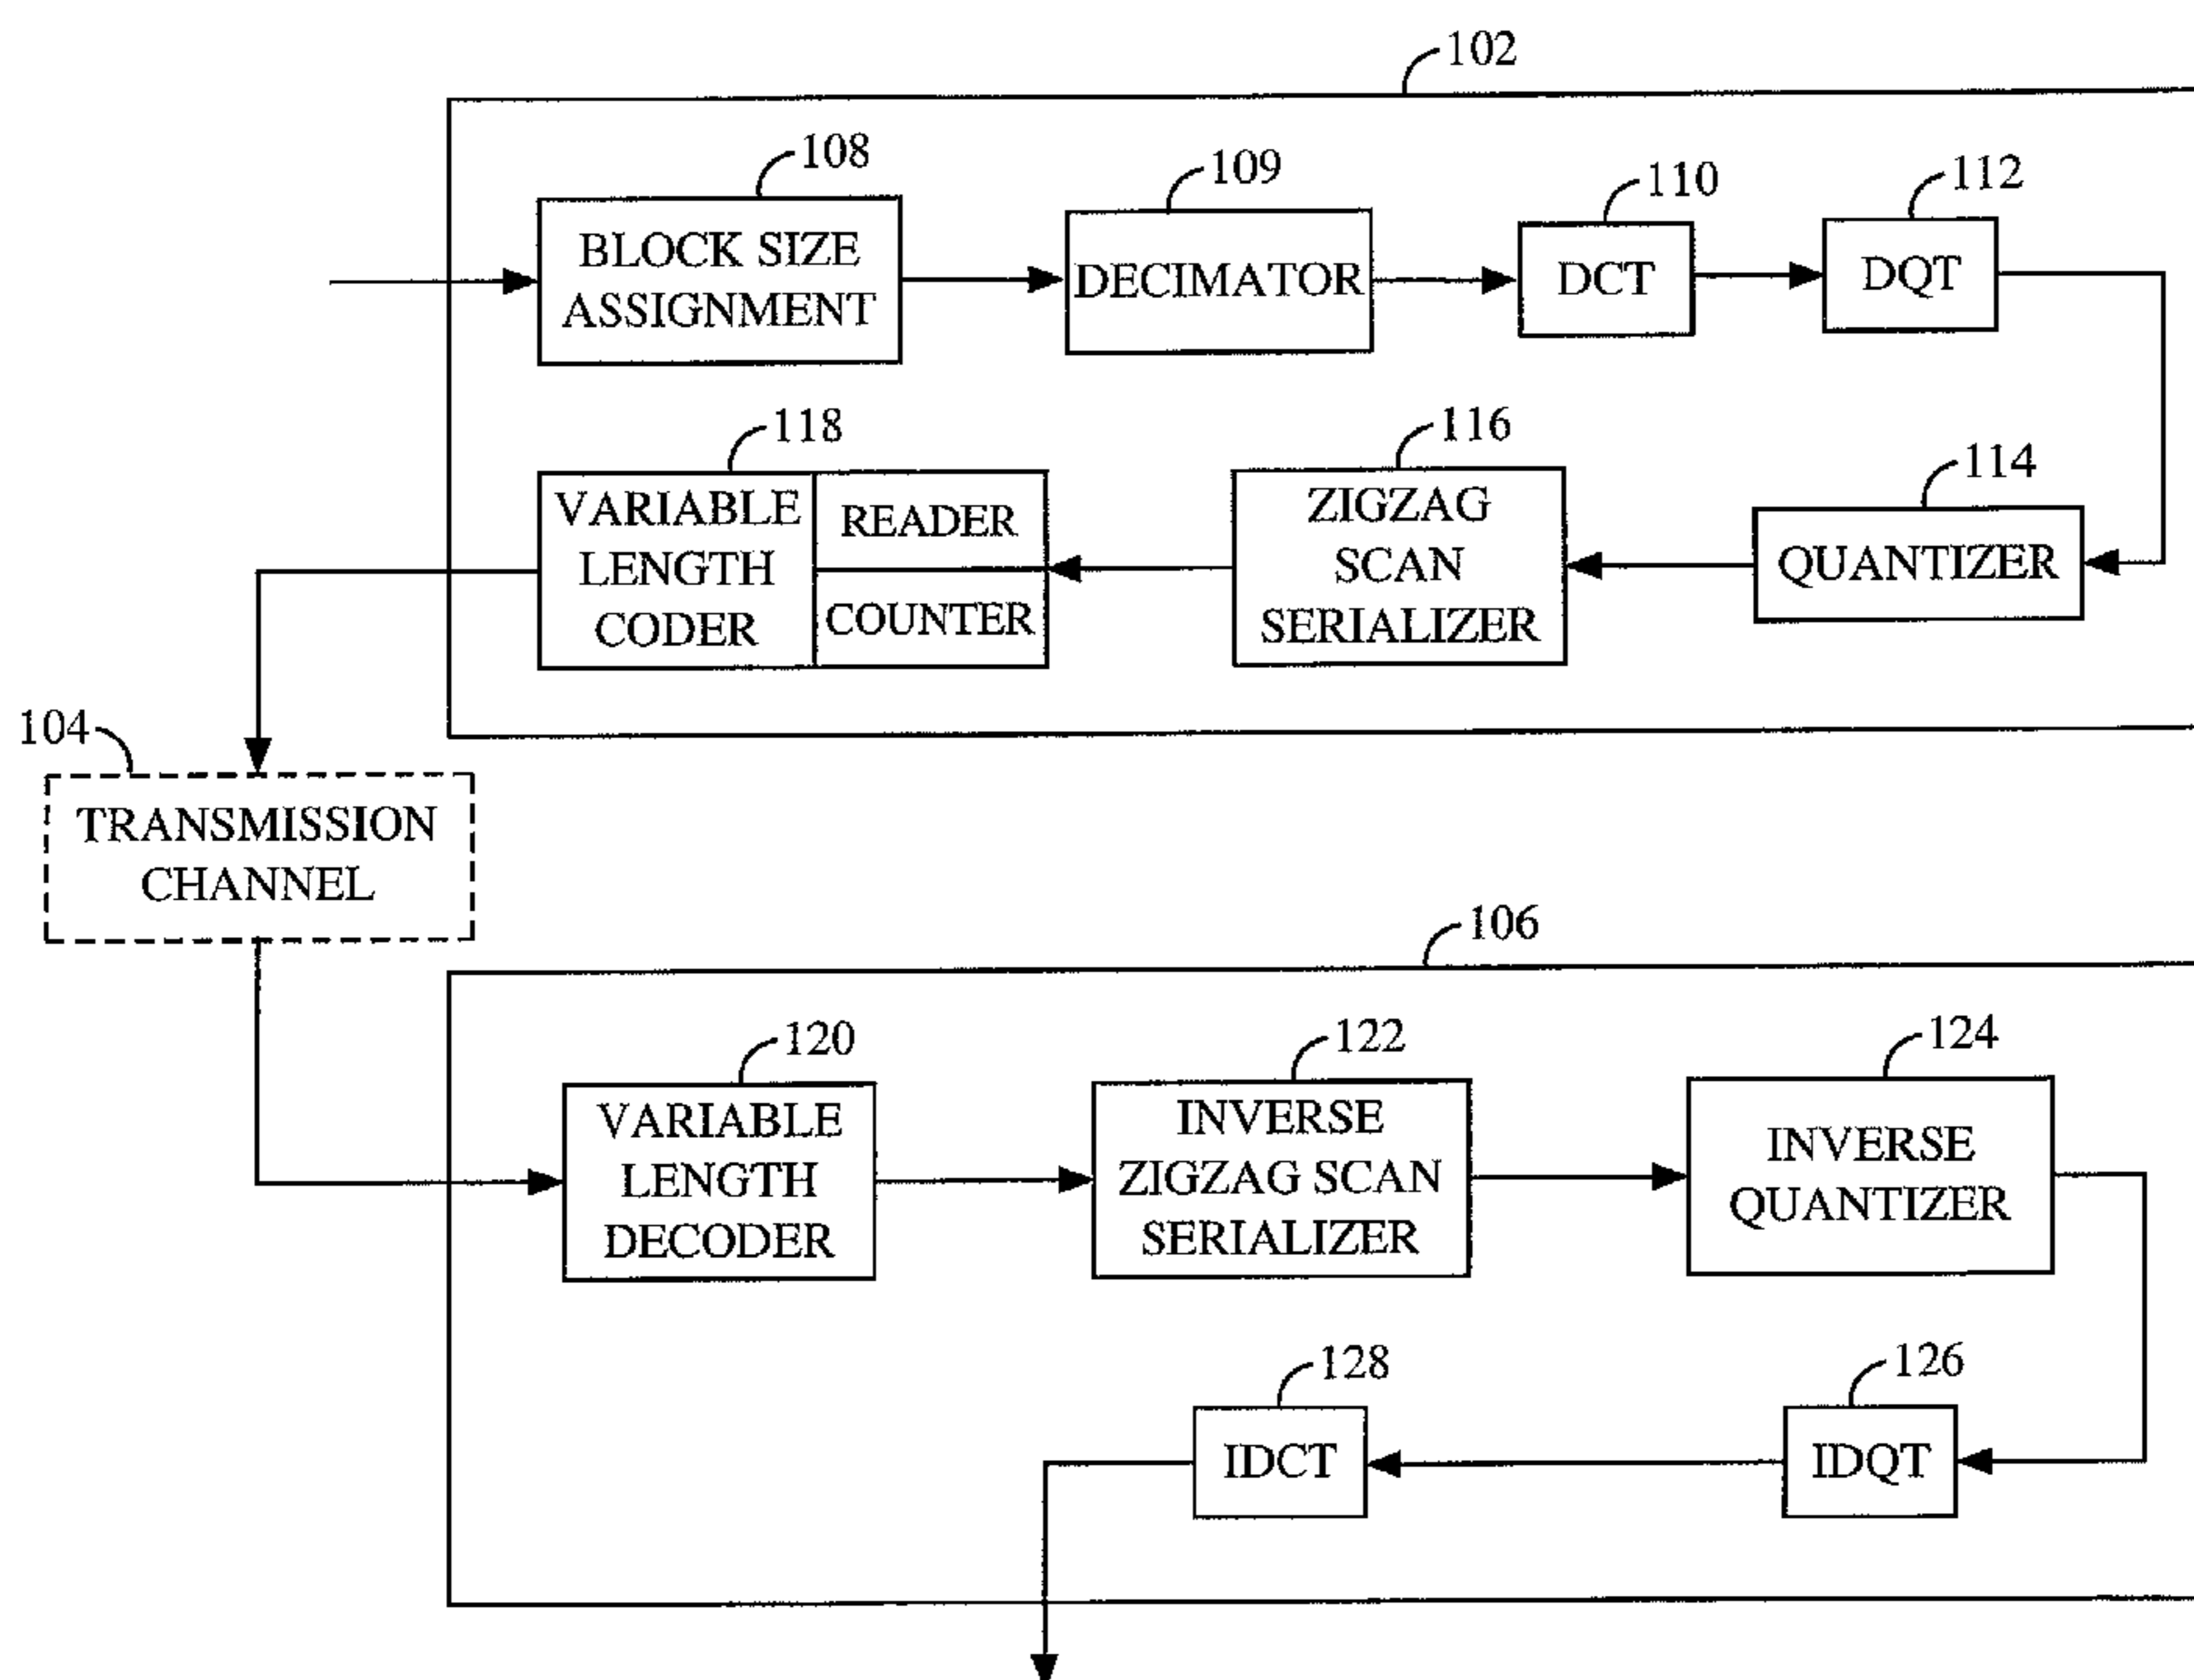 102
108
109
110
112
BLOCK SIZE
ASSIGNMENT
DECIMATOR
DCT
DQT
118
116
114
VARIABLE
LENGTH
CODER
READER
COUNTER
ZIGZAG
SCAN
SERIALIZER
QUANTIZER
104
TRANSMISSION
CHANNEL
106
120
122
124
VARIABLE
LENGTH
DECODER
INVERSE
ZIGZAG SCAN
SERIALIZER
INVERSE
QUANTIZER
128
126
IDCT
IDQT